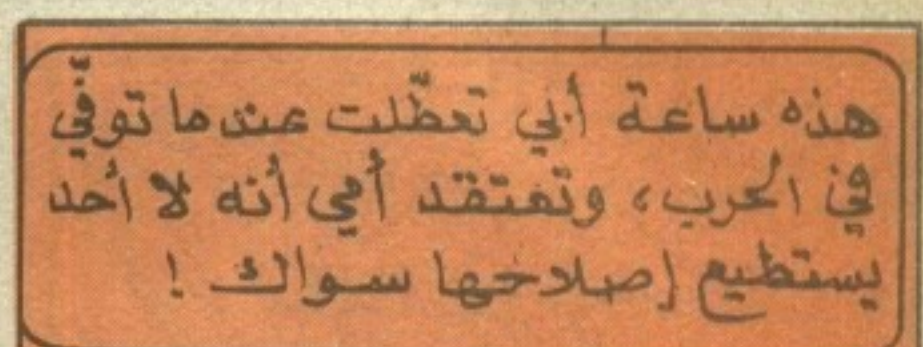 هذه ساعة أبي تعطّلت عندما توفّي
في الحرب، وتعتقد أمي أنه لا أحد
يستطيع إصلاحها سواك !